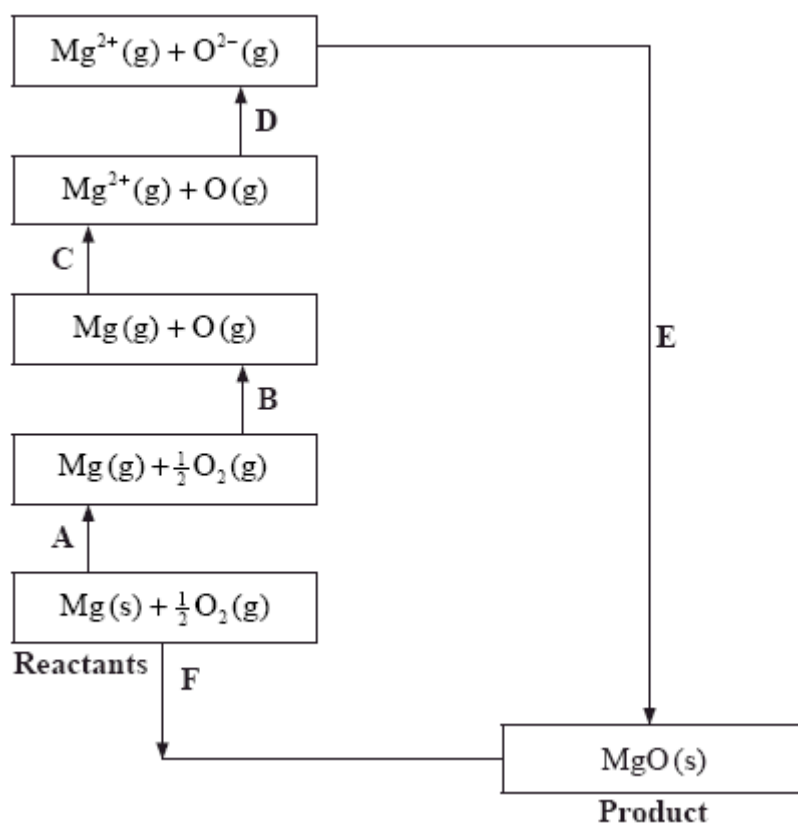 Mg²⁺(g) + O²⁻(g)
D
Mg²⁺(g) + O(g)
C
Mg(g) + O(g)
E
B
Mg(g) + ½O₂(g)
A
Mg(s) + ½O₂(g)
Reactants
F
MgO(s)
Product